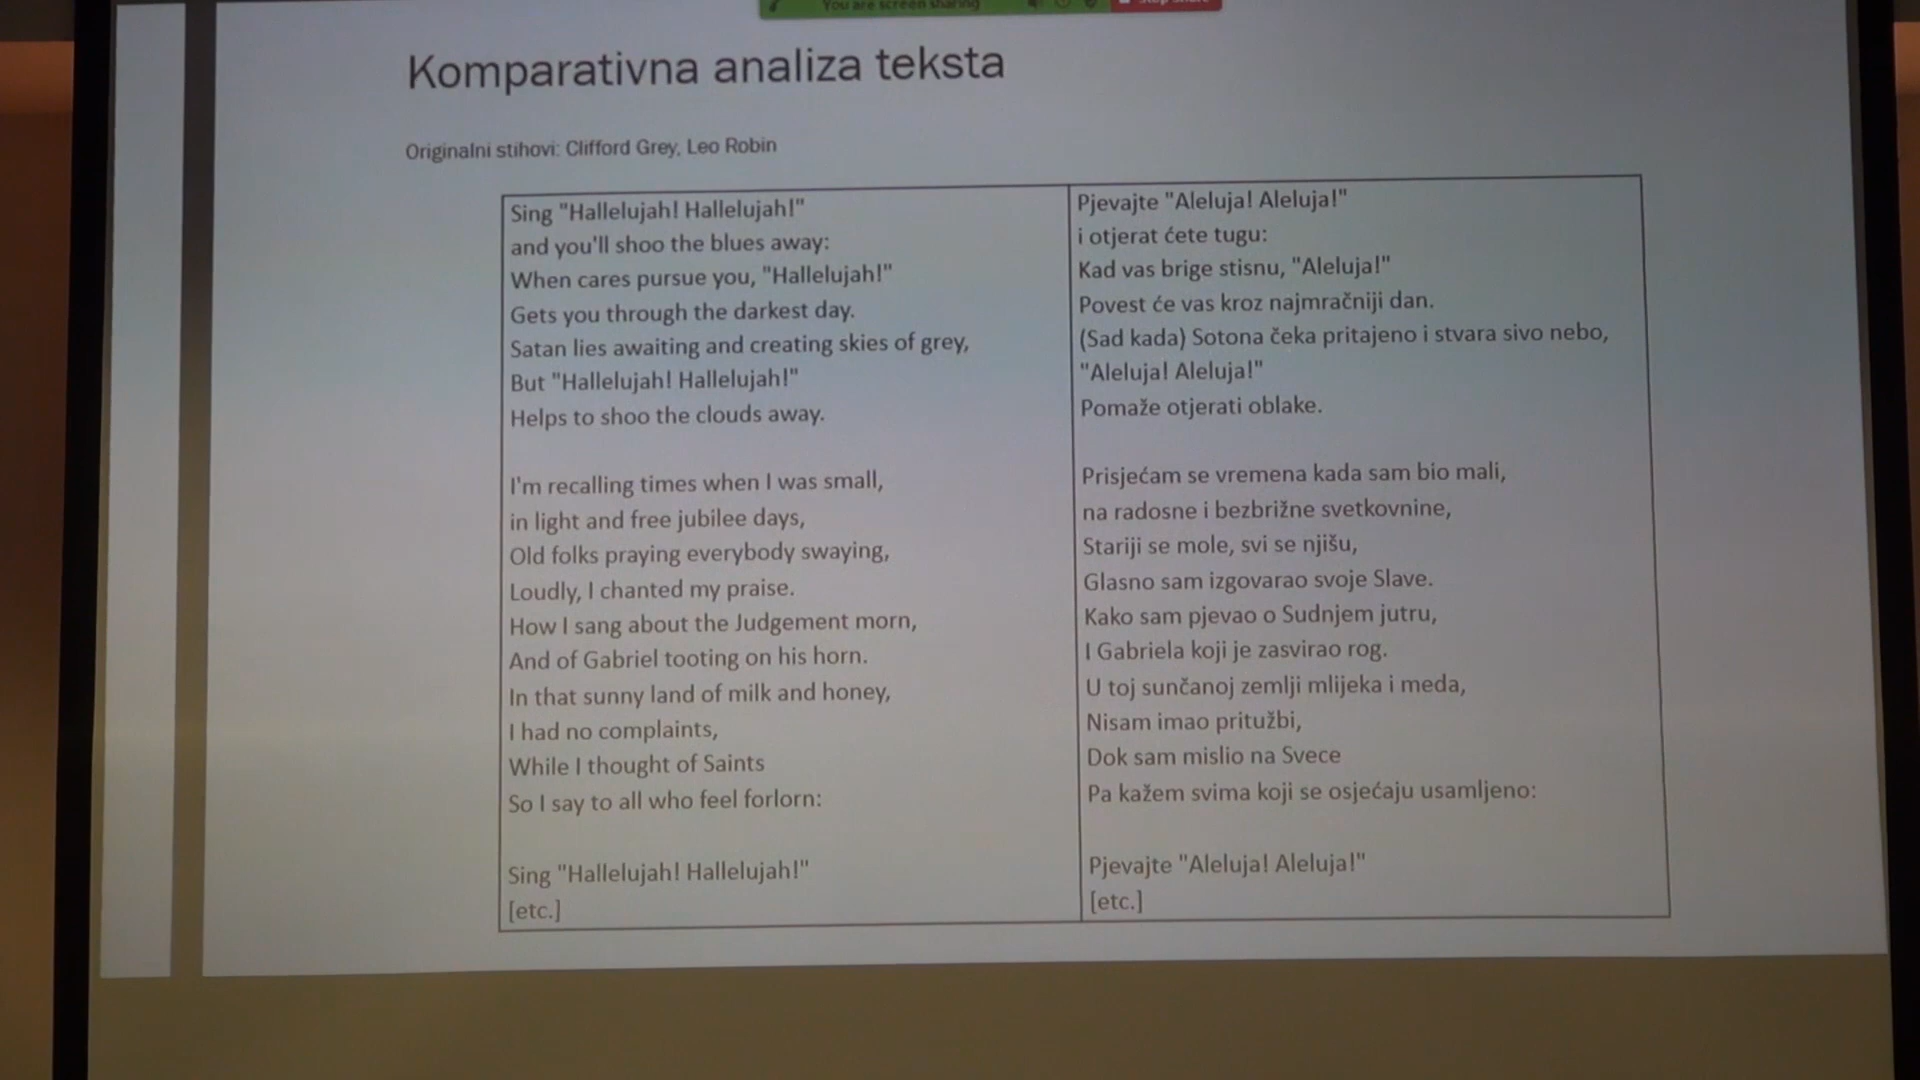 You are screen sharing
Komparativna analiza teksta
Originalni stihovi: Clifford Grey, Leo Robin
Sing "Hallelujah! Hallelujah!"
and you'll shoo the blues away:
When cares pursue you, "Hallelujah!"
Gets you through the darkest day.
Satan lies awaiting and creating skies of grey,
But "Hallelujah! Hallelujah!"
Helps to shoo the clouds away.
I'm recalling times when I was small,
in light and free jubilee days,
Old folks praying everybody swaying,
Loudly, I chanted my praise.
How I sang about the Judgement morn,
And of Gabriel tooting on his horn.
In that sunny land of milk and honey,
I had no complaints,
While I thought of Saints
So I say to all who feel forlorn:
Sing "Hallelujah! Hallelujah!"
[etc.]
Pjevajte "Aleluja! Aleluja!"
i otjerat ćete tugu:
Kad vas brige stisnu, "Aleluja!"
Povest će vas kroz najmračniji dan.
(Sad kada) Sotona čeka pritajeno i stvara sivo nebo,
"Aleluja! Aleluja!"
Pomaže otjerati oblake.
Prisjećam se vremena kada sam bio mali,
na radosne i bezbrižne svetkovnine,
Stariji se mole, svi se njišu,
Glasno sam izgovarao svoje Slave.
Kako sam pjevao o Sudnjem jutru,
I Gabriela koji je zasvirao rog.
U toj sunčanoj zemlji mlijeka i meda,
Nisam imao pritužbi,
Dok sam mislio na Svece
Pa kažem svima koji se osjećaju usamljeno:
Pjevajte "Aleluja! Aleluja!"
[etc.]